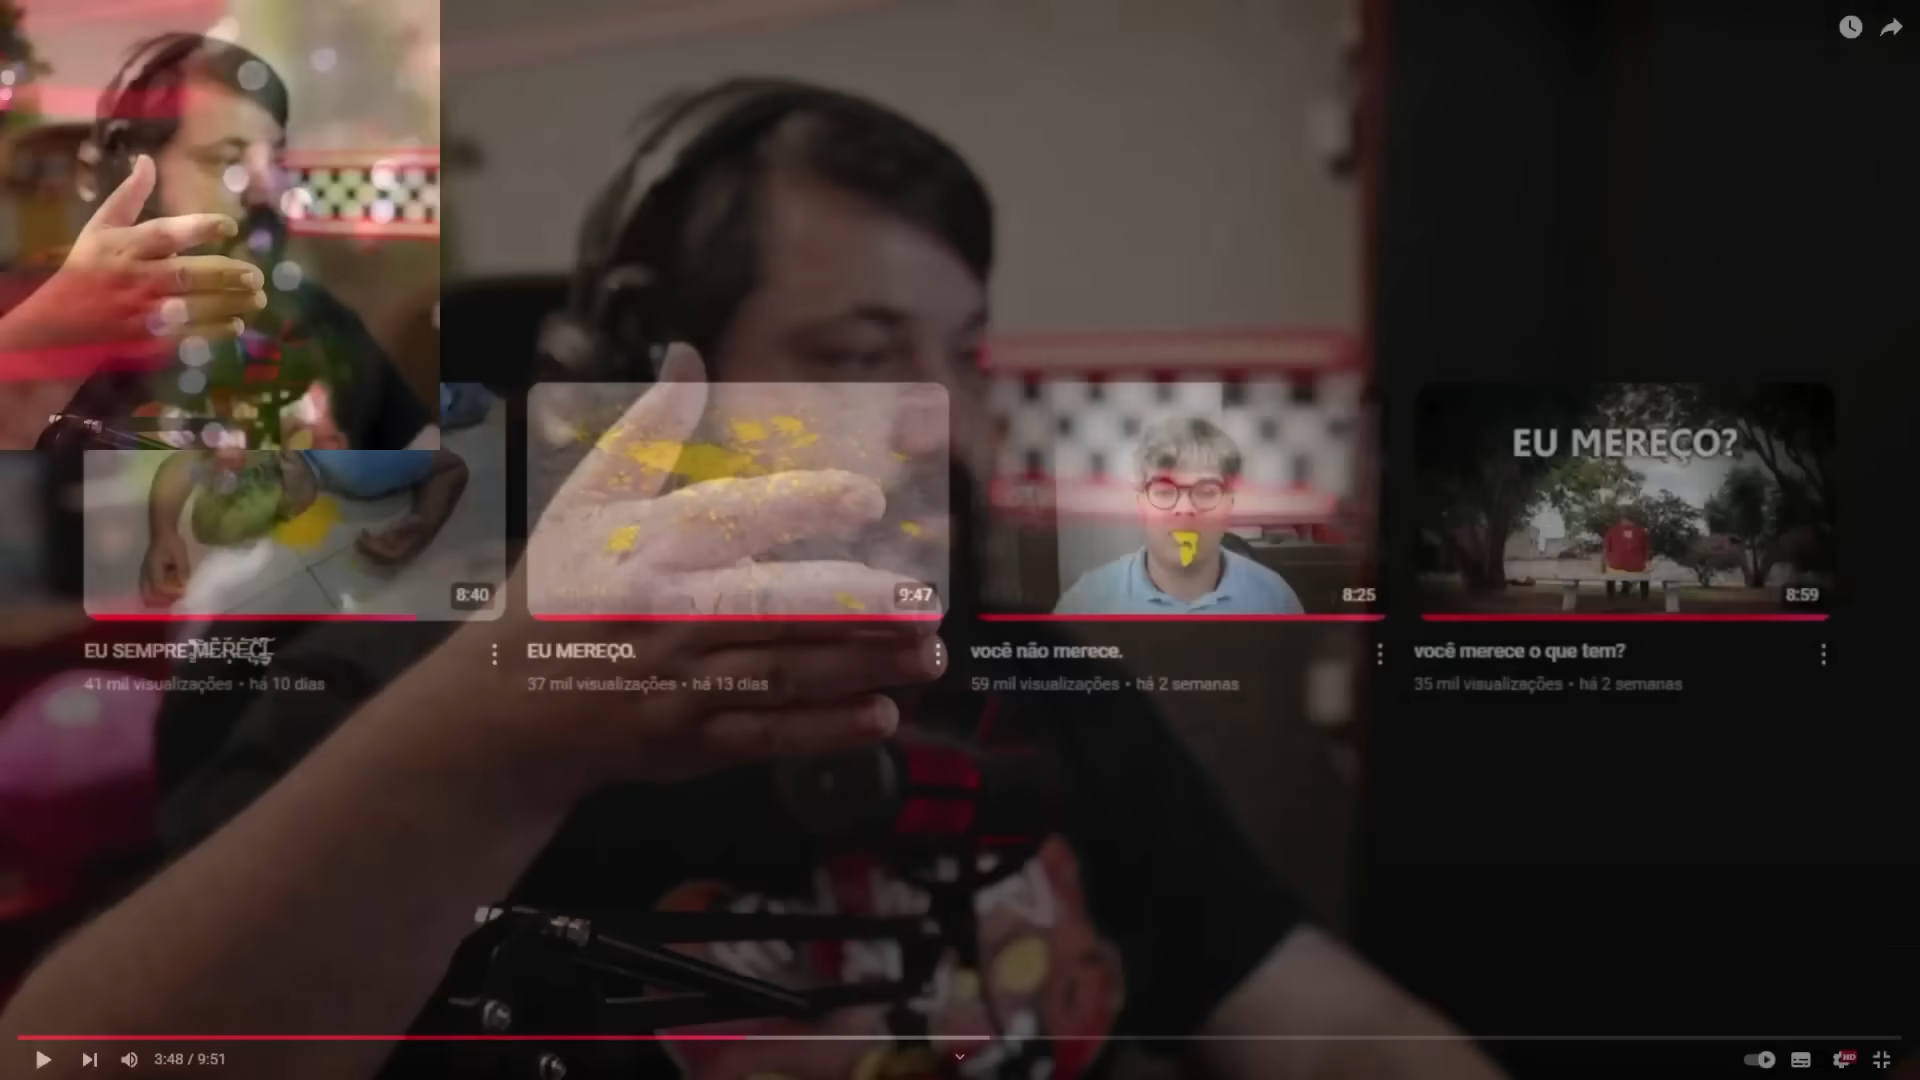 EU MEREÇO?
8:40
9:47
8:25
8:59
EU SEMPRE MERECI.
EU MEREÇO.
você não merece.
você merece o que tem?
41 mil visualizações • há 10 dias
37 mil visualizações • há 13 dias
59 mil visualizações • há 2 semanas
35 mil visualizações • há 2 semanas
3:48 / 9:51
HD